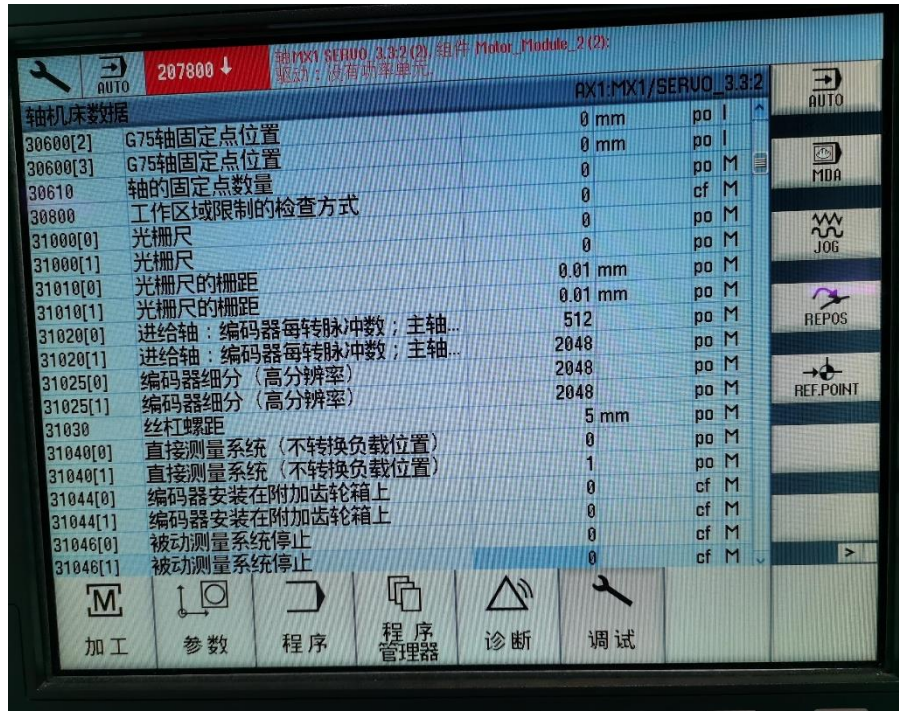 AUTO
207800 ↓
轴MX1 SERVO_3.3:2 (2), 组件 Motor_Module_2 (2):
驱动：没有功率单元.
轴机床数据 AX1:MX1/SERVO_3.3:2
30600[2] G75轴固定点位置 0 mm po I
30600[3] G75轴固定点位置 0 mm po I
30610 轴的固定点数量 0 po M
30800 工作区域限制的检查方式 0 cf M
31000[0] 光栅尺 0 po M
31000[1] 光栅尺 0 po M
31010[0] 光栅尺的栅距 0.01 mm po M
31010[1] 光栅尺的栅距 0.01 mm po M
31020[0] 进给轴：编码器每转脉冲数；主轴... 512 po M
31020[1] 进给轴：编码器每转脉冲数；主轴... 2048 po M
31025[0] 编码器细分（高分辨率） 2048 po M
31025[1] 编码器细分（高分辨率） 2048 po M
31030 丝杠螺距 5 mm po M
31040[0] 直接测量系统（不转换负载位置） 0 po M
31040[1] 直接测量系统（不转换负载位置） 1 po M
31044[0] 编码器安装在附加齿轮箱上 0 cf M
31044[1] 编码器安装在附加齿轮箱上 0 cf M
31046[0] 被动测量系统停止 0 cf M
31046[1] 被动测量系统停止 0 cf M
AUTO
MDA
JOG
REPOS
REF.POINT
>
M
加工
参数
程序
程序
管理器
诊断
调试